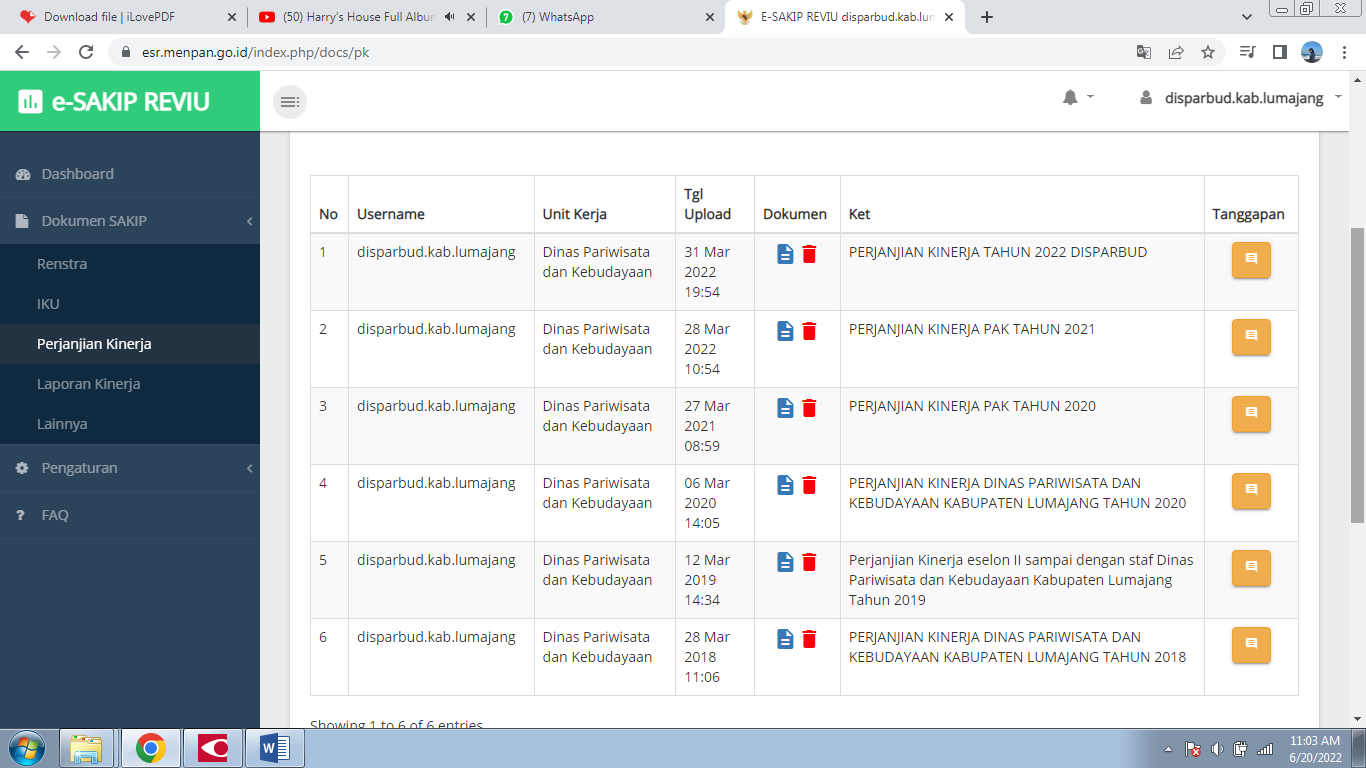 Download file | iLovePDF
(50) Harry's House Full Album
(7) WhatsApp
E-SAKIP REVIU disparbud.kab.lum
esr.menpan.go.id/index.php/docs/pk
e-SAKIP REVIU
disparbud.kab.lumajang
Dashboard
Dokumen SAKIP
Renstra
IKU
Perjanjian Kinerja
Laporan Kinerja
Lainnya
Pengaturan
FAQ
No Username Unit Kerja Tgl Upload Dokumen Ket Tanggapan
1 disparbud.kab.lumajang Dinas Pariwisata dan Kebudayaan 31 Mar 2022 19:54 PERJANJIAN KINERJA TAHUN 2022 DISPARBUD
2 disparbud.kab.lumajang Dinas Pariwisata dan Kebudayaan 28 Mar 2022 10:54 PERJANJIAN KINERJA PAK TAHUN 2021
3 disparbud.kab.lumajang Dinas Pariwisata dan Kebudayaan 27 Mar 2021 08:59 PERJANJIAN KINERJA PAK TAHUN 2020
4 disparbud.kab.lumajang Dinas Pariwisata dan Kebudayaan 06 Mar 2020 14:05 PERJANJIAN KINERJA DINAS PARIWISATA DAN KEBUDAYAAN KABUPATEN LUMAJANG TAHUN 2020
5 disparbud.kab.lumajang Dinas Pariwisata dan Kebudayaan 12 Mar 2019 14:34 Perjanjian Kinerja eselon II sampai dengan staf Dinas Pariwisata dan Kebudayaan Kabupaten Lumajang Tahun 2019
6 disparbud.kab.lumajang Dinas Pariwisata dan Kebudayaan 28 Mar 2018 11:06 PERJANJIAN KINERJA DINAS PARIWISATA DAN KEBUDAYAAN KABUPATEN LUMAJANG TAHUN 2018
Showing 1 to 6 of 6 entries
11:03 AM
6/20/2022